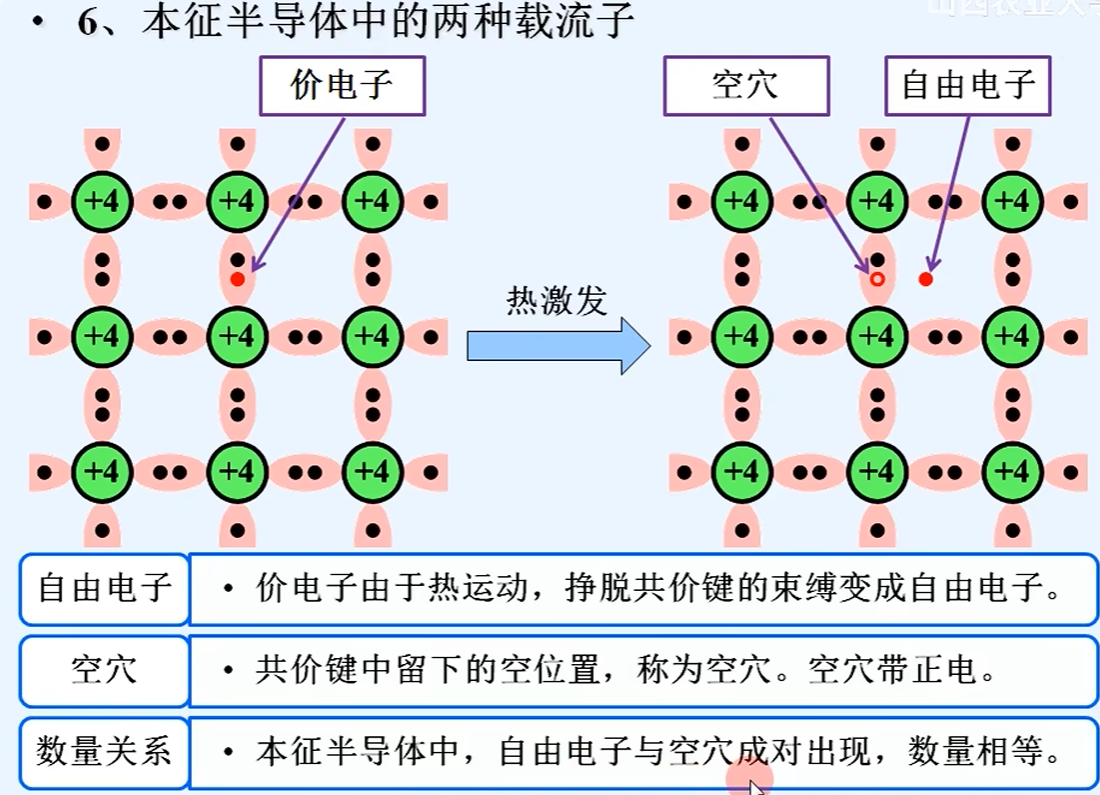 • 6、本征半导体中的两种载流子
价电子
空穴
自由电子
+4 +4 +4
+4 +4 +4
+4 +4 +4
热激发
+4 +4 +4
+4 +4 +4
+4 +4 +4
自由电子
• 价电子由于热运动，挣脱共价键的束缚变成自由电子。
空穴
• 共价键中留下的空位置，称为空穴。空穴带正电。
数量关系
• 本征半导体中，自由电子与空穴成对出现，数量相等。